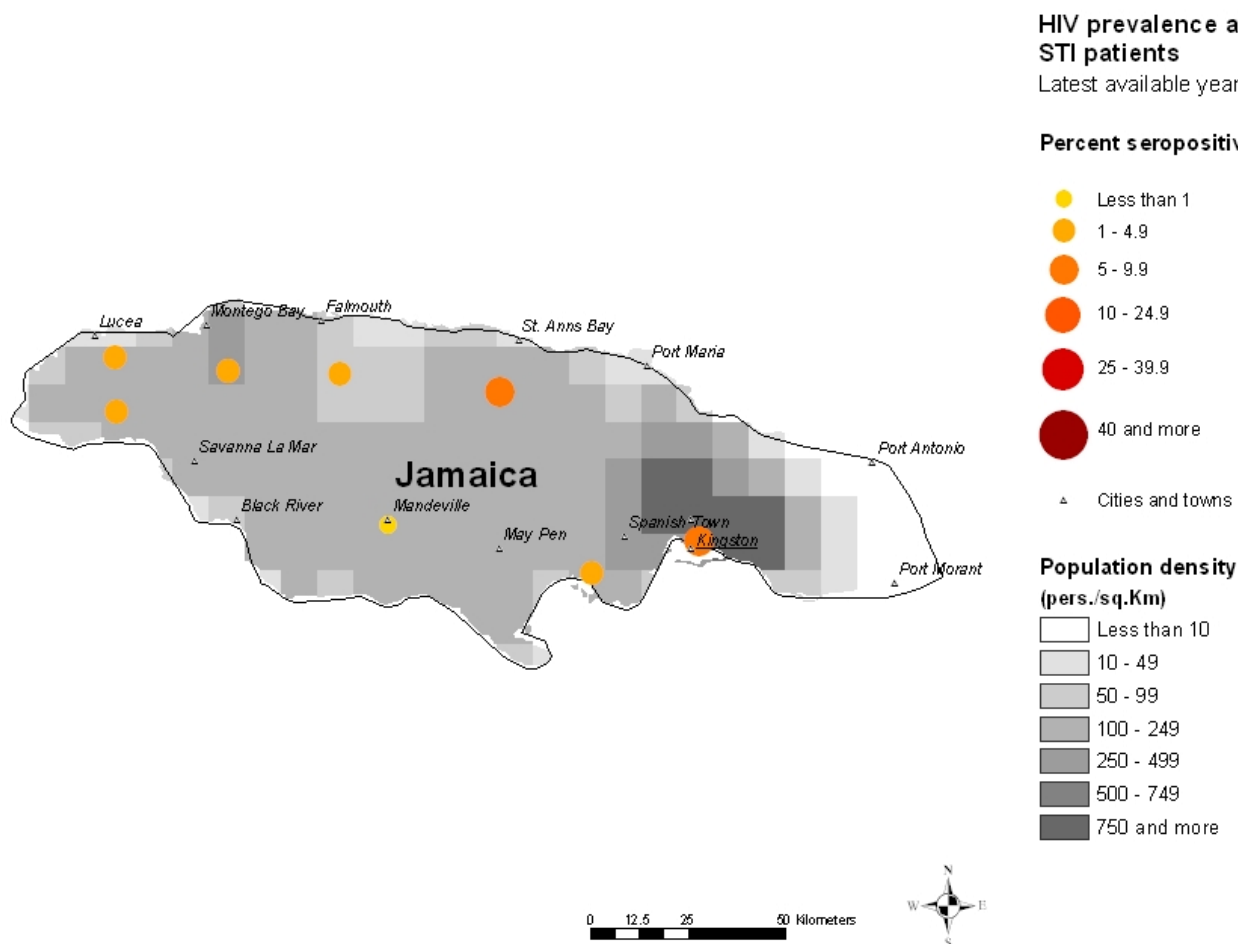 HIV prevalence a
STI patients
Latest available year
Percent seropositiv
Less than 1
1 - 4.9
5 - 9.9
10 - 24.9
25 - 39.9
40 and more
Cities and towns
Population density
(pers./sq.Km)
Less than 10
10 - 49
50 - 99
100 - 249
250 - 499
500 - 749
750 and more
Lucea
Montego Bay
Falmouth
St. Anns Bay
Port Maria
Port Antonio
Savanna La Mar
Jamaica
Black River
Mandeville
May Pen
Spanish Town
Kingston
Port Morant
0 12.5 25 50 Kilometers
N
W E
S